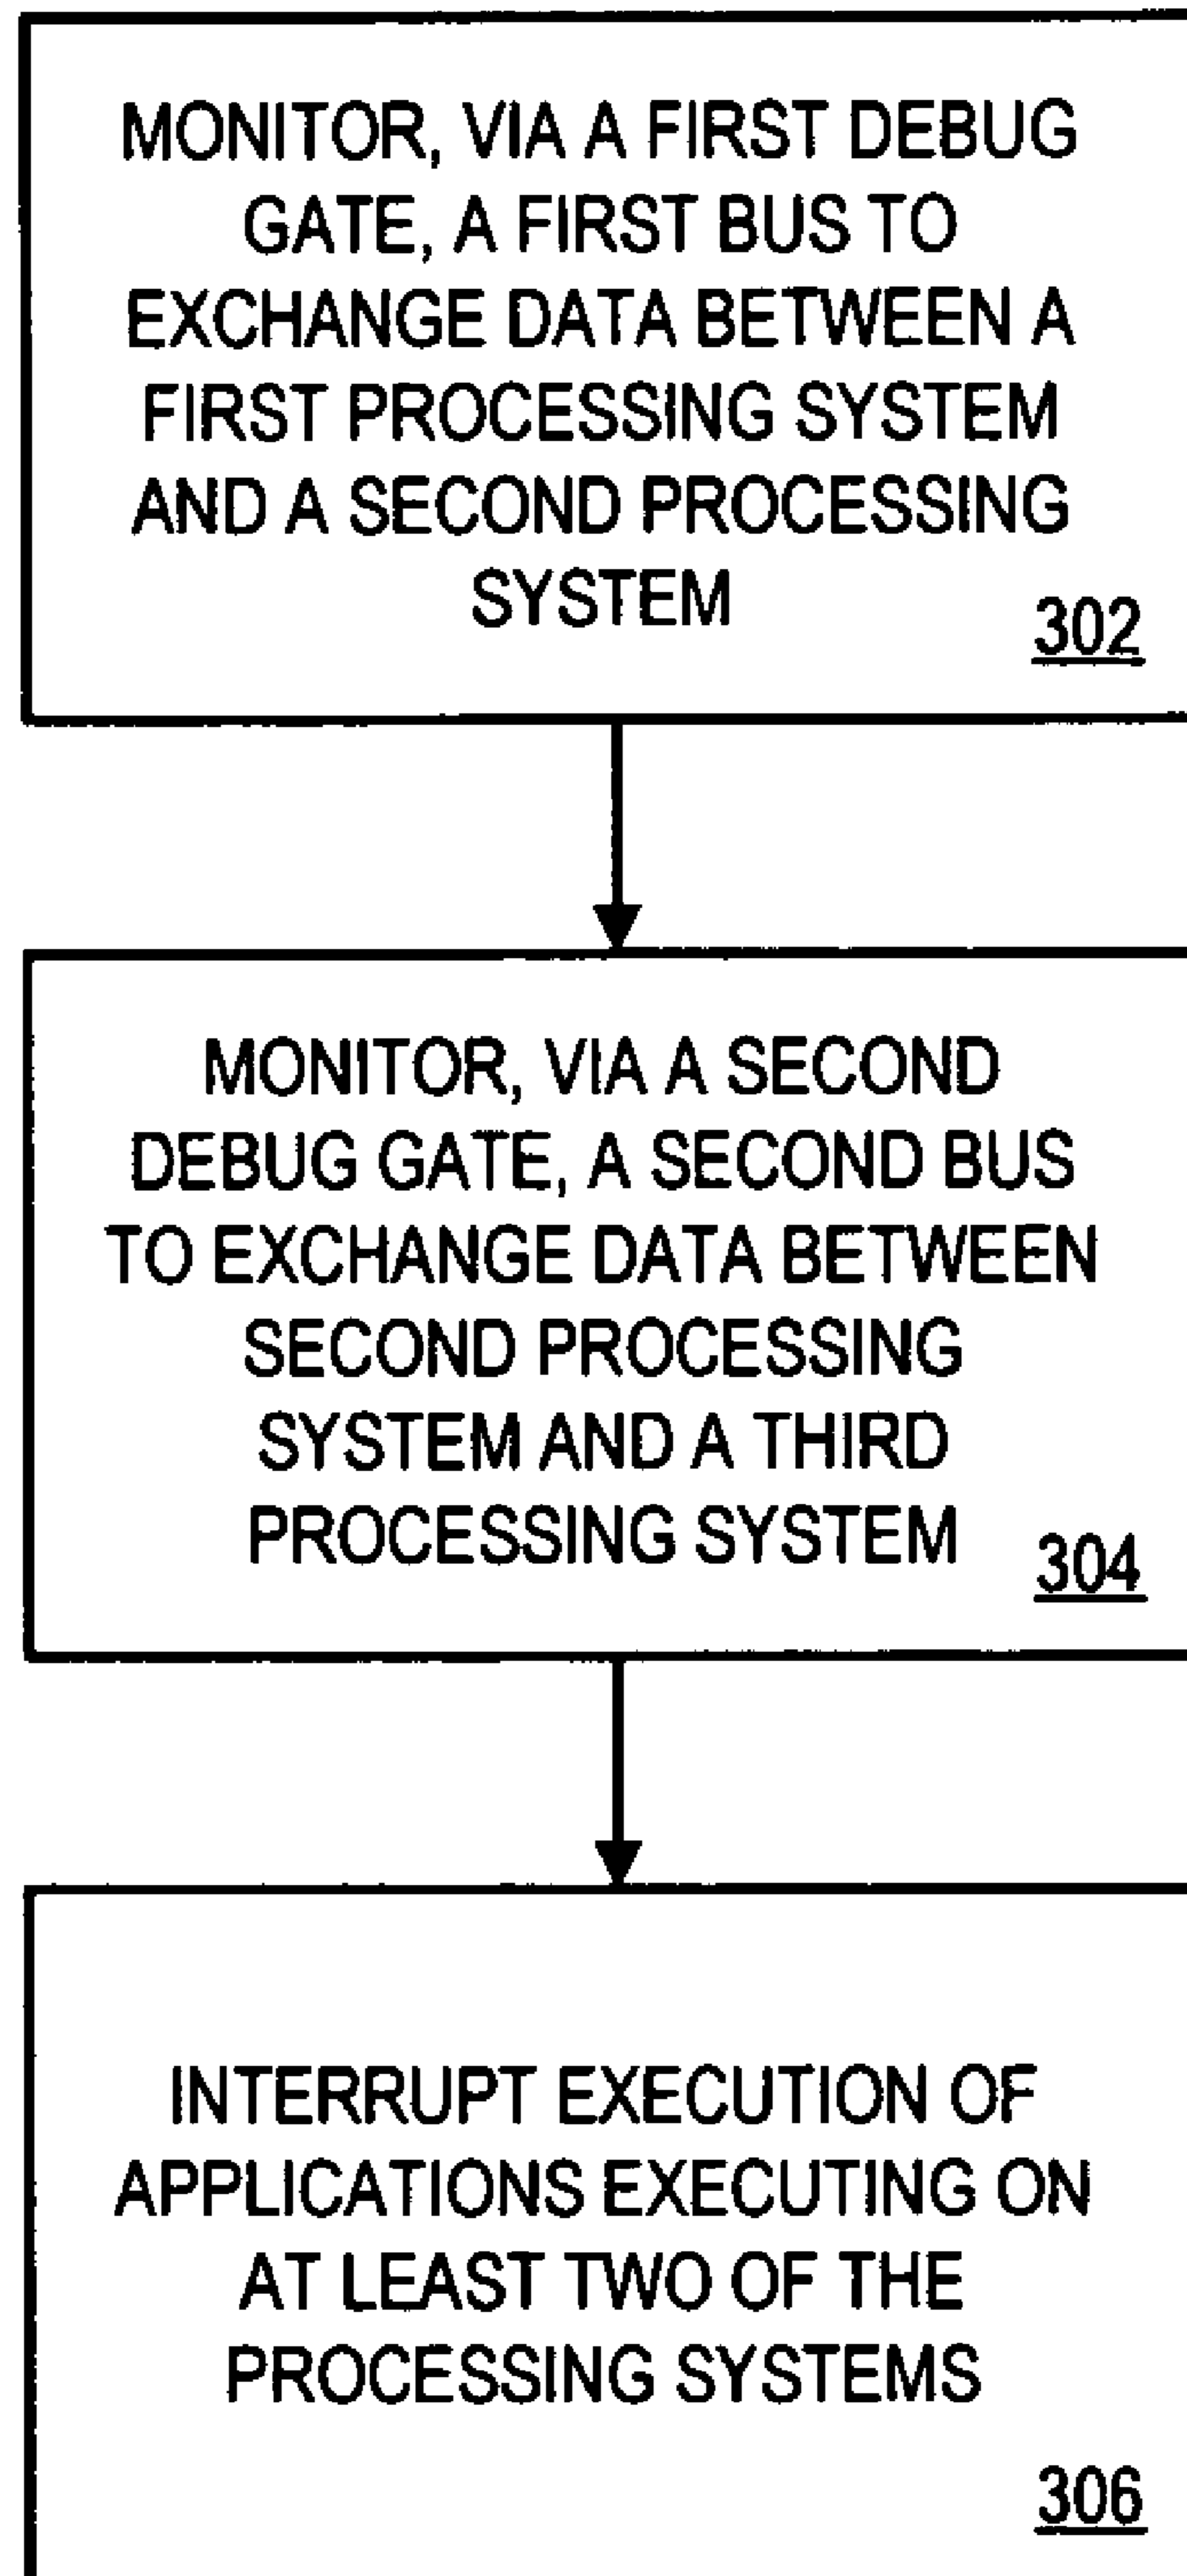 MONITOR, VIA A FIRST DEBUG
GATE, A FIRST BUS TO
EXCHANGE DATA BETWEEN A
FIRST PROCESSING SYSTEM
AND A SECOND PROCESSING
SYSTEM
302
MONITOR, VIA A SECOND
DEBUG GATE, A SECOND BUS
TO EXCHANGE DATA BETWEEN
SECOND PROCESSING
SYSTEM AND A THIRD
PROCESSING SYSTEM
304
INTERRUPT EXECUTION OF
APPLICATIONS EXECUTING ON
AT LEAST TWO OF THE
PROCESSING SYSTEMS
306